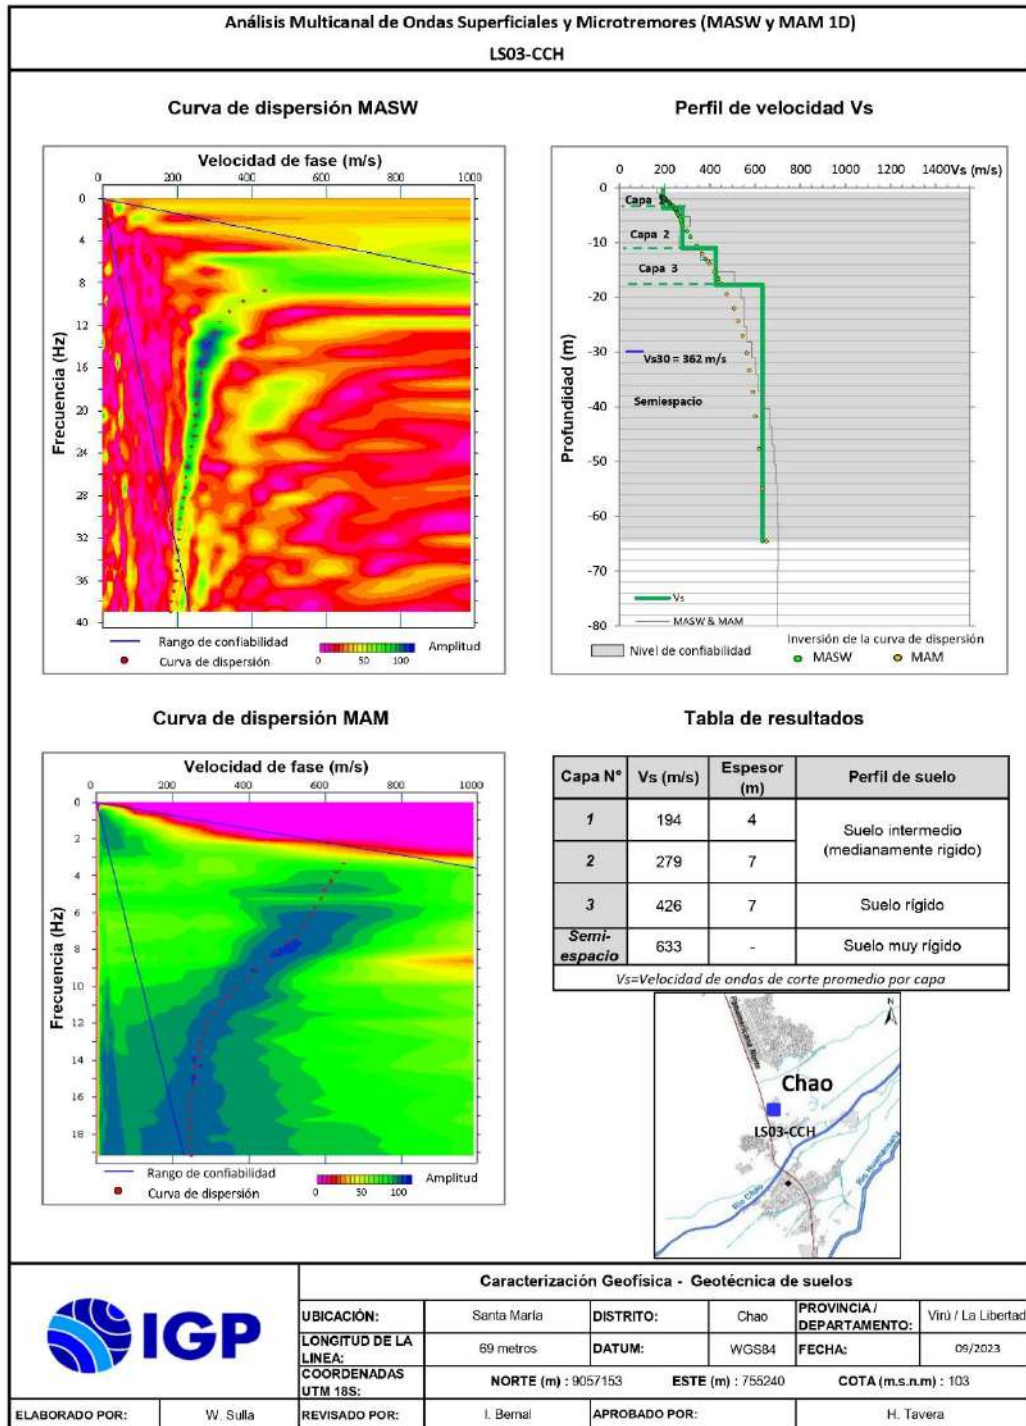 Análisis Multicanal de Ondas Superficiales y Microtremores (MASW y MAM 1D)
LS03-CCH
Curva de dispersión MASW
Velocidad de fase (m/s)
0 200 400 600 800 1000
Frecuencia (Hz)
0
4
8
12
16
20
24
28
32
36
40
Rango de confiabilidad
Curva de dispersión
Amplitud
0 50 100
Perfil de velocidad Vs
0 200 400 600 800 1000 1200 1400 Vs (m/s)
Profundidad (m)
0
-10
-20
-30
-40
-50
-60
-70
-80
Capa 1
Capa 2
Capa 3
Vs30 = 362 m/s
Semiespacio
Vs
MASW & MAM
Nivel de confiabilidad
Inversión de la curva de dispersión
MASW MAM
Curva de dispersión MAM
Velocidad de fase (m/s)
0 200 400 600 800 1000
Frecuencia (Hz)
0
2
4
6
8
10
12
14
16
18
Rango de confiabilidad
Curva de dispersión
Amplitud
0 50 100
Tabla de resultados
Capa N° Vs (m/s) Espesor (m) Perfil de suelo
1 194 4 Suelo intermedio (medianamente rígido)
2 279 7
3 426 7 Suelo rígido
Semi-espacio 633 - Suelo muy rígido
Vs=Velocidad de ondas de corte promedio por capa
N
Panamericana Norte
Chao
LS03-CCH
Rio Chao
Rio Huamansaña
IGP
Caracterización Geofísica - Geotécnica de suelos
UBICACIÓN: Santa María DISTRITO: Chao PROVINCIA / DEPARTAMENTO: Virú / La Libertad
LONGITUD DE LA LINEA: 69 metros DATUM: WGS84 FECHA: 09/2023
COORDENADAS UTM 18S: NORTE (m) : 9057153 ESTE (m) : 755240 COTA (m.s.n.m) : 103
ELABORADO POR: W. Sulla REVISADO POR: I. Bernal APROBADO POR: H. Tavera